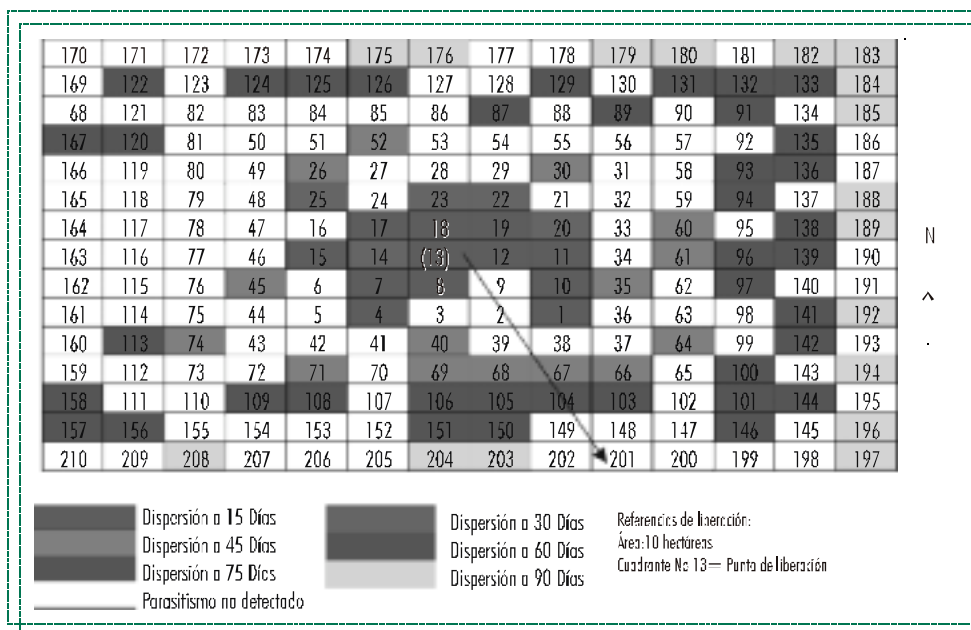 170 171 172 173 174 175 176 177 178 179 180 181 182 183
169 122 123 124 125 126 127 128 129 130 131 132 133 184
68 121 82 83 84 85 86 87 88 89 90 91 134 185
167 120 81 50 51 52 53 54 55 56 57 92 135 186
166 119 80 49 26 27 28 29 30 31 58 93 136 187
165 118 79 48 25 24 23 22 21 32 59 94 137 188
164 117 78 47 16 17 18 19 20 33 60 95 138 189
163 116 77 46 15 14 (13) 12 11 34 61 96 139 190
162 115 76 45 6 7 8 9 10 35 62 97 140 191
161 114 75 44 5 4 3 2 1 36 63 98 141 192
160 113 74 43 42 41 40 39 38 37 64 99 142 193
159 112 73 72 71 70 69 68 67 66 65 100 143 194
158 111 110 109 108 107 106 105 104 103 102 101 144 195
157 156 155 154 153 152 151 150 149 148 147 146 145 196
210 209 208 207 206 205 204 203 202 201 200 199 198 197
N
^
Dispersión a 15 Días
Dispersión a 45 Días
Dispersión a 75 Días
Parasitismo no detectado
Dispersión a 30 Días
Dispersión a 60 Días
Dispersión a 90 Días
Referencias de liberación:
Área:10 hectáreas
Cuadrante No 13= Punto de liberación